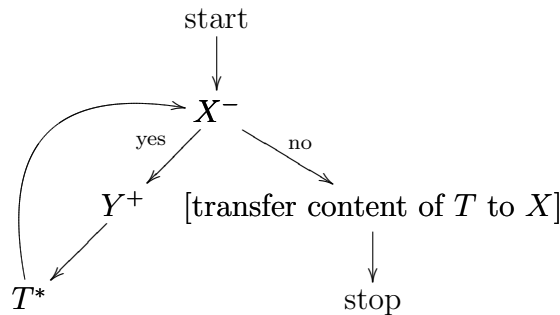 start
X⁻
yes
no
Y⁺
[transfer content of T to X]
T*
stop